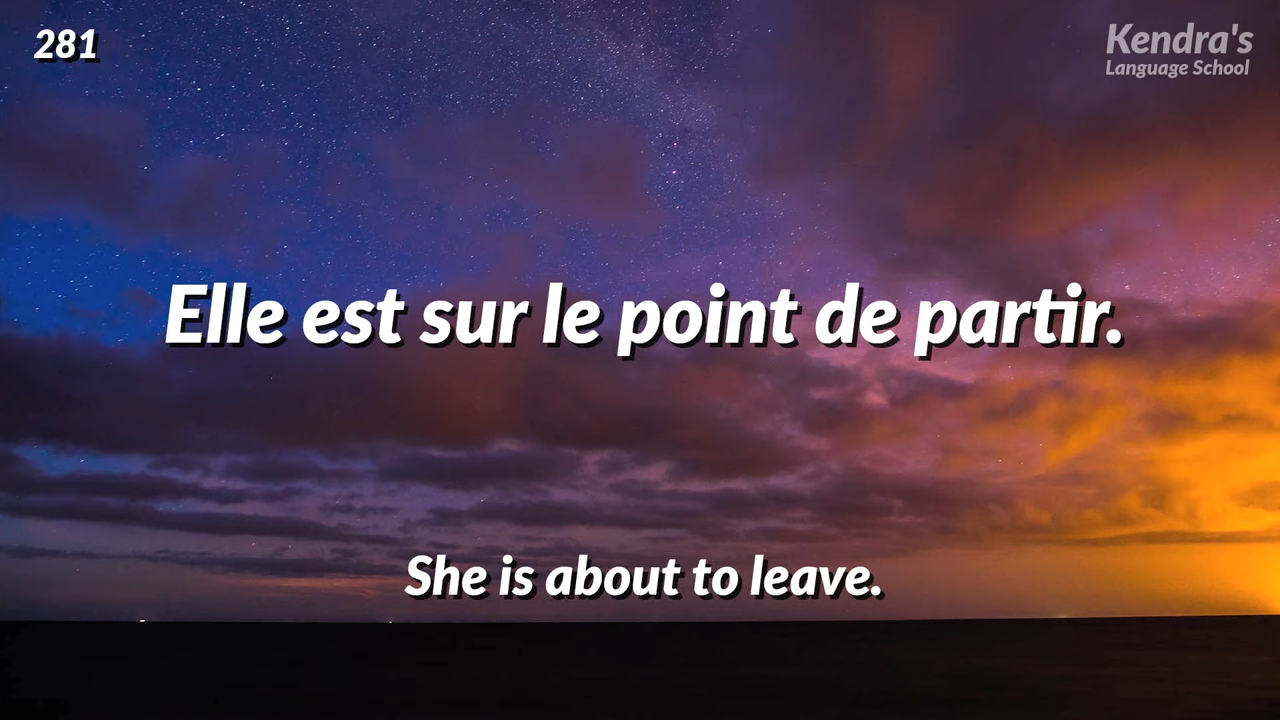 281
Kendra's
Language School
Elle est sur le point de partir.
She is about to leave.